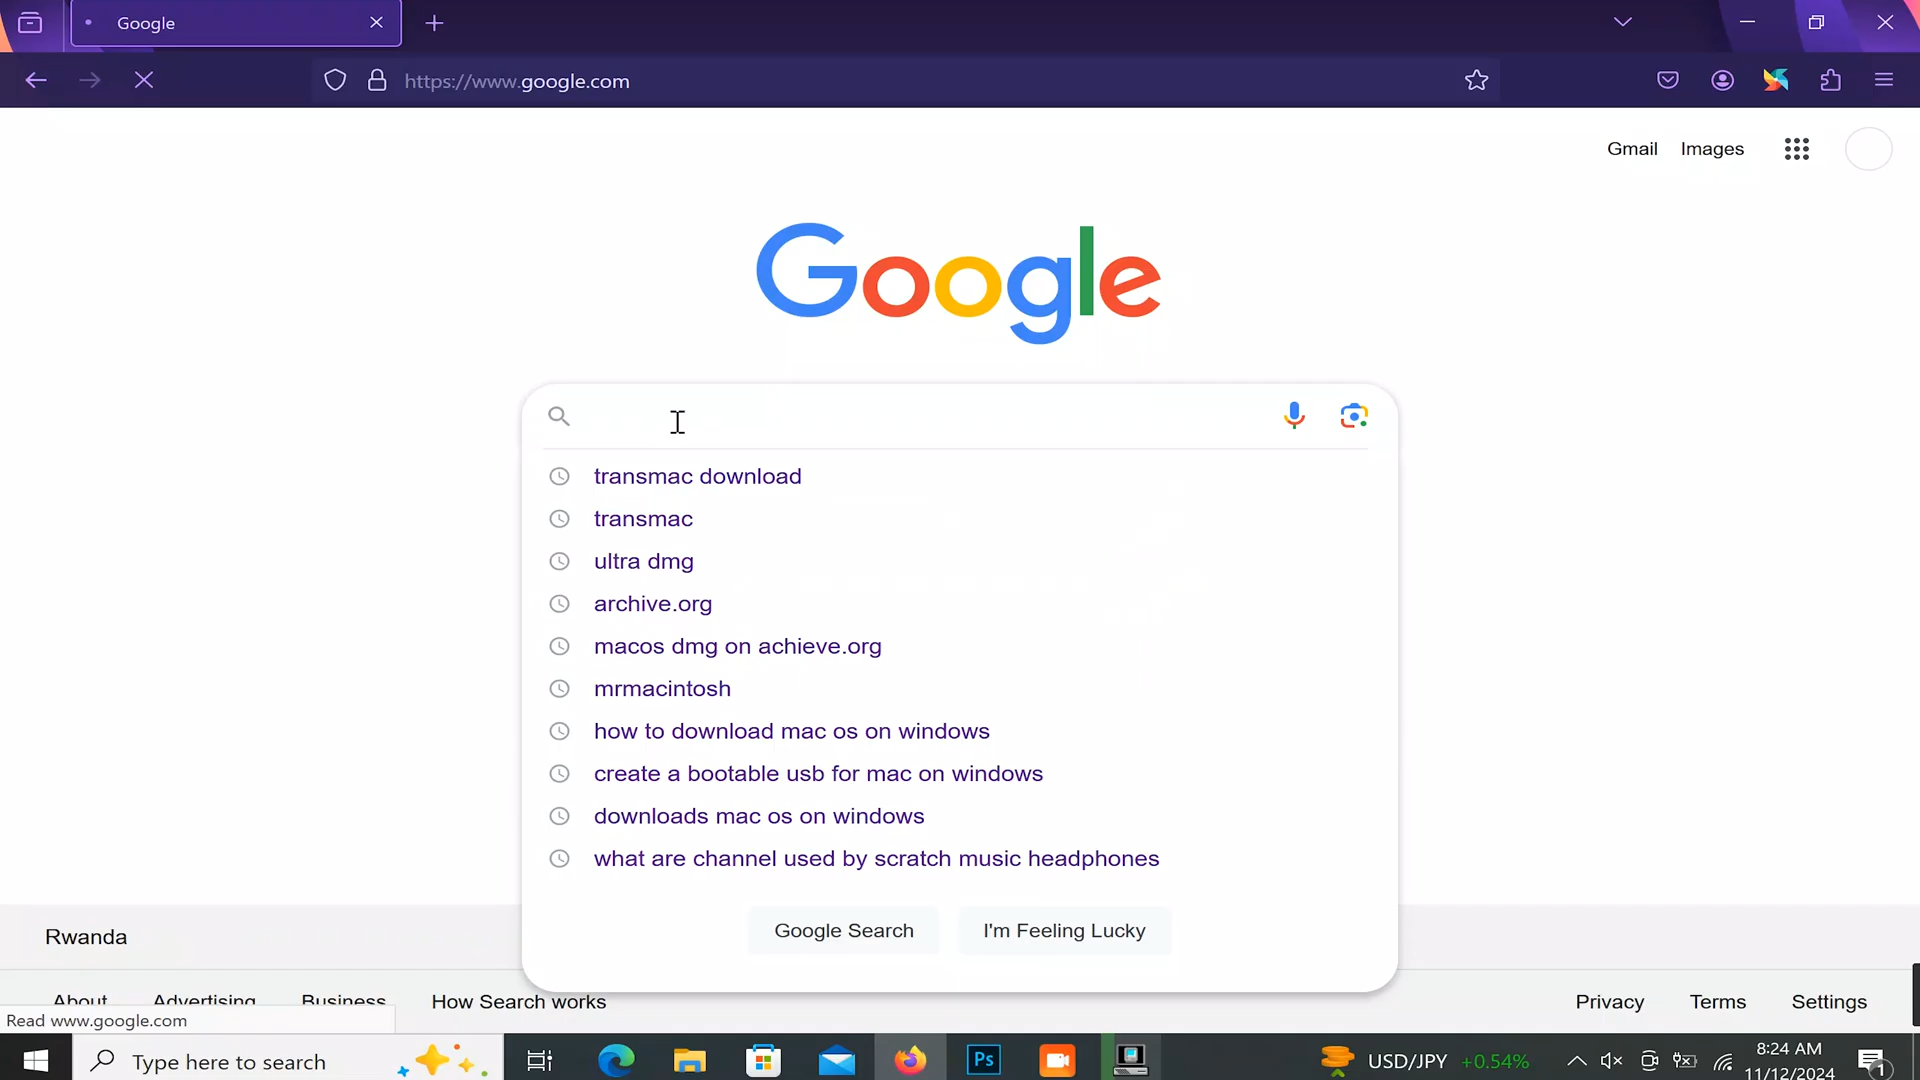 Google
https://www.google.com
Gmail Images
Google
transmac download
transmac
ultra dmg
archive.org
macos dmg on achieve.org
mrmacintosh
how to download mac os on windows
create a bootable usb for mac on windows
downloads mac os on windows
what are channel used by scratch music headphones
Google Search I'm Feeling Lucky
Rwanda
About Advertising Business How Search works Privacy Terms Settings
Read www.google.com
Type here to search Ps USD/JPY +0.54% 8:24 AM
11/12/2024 1